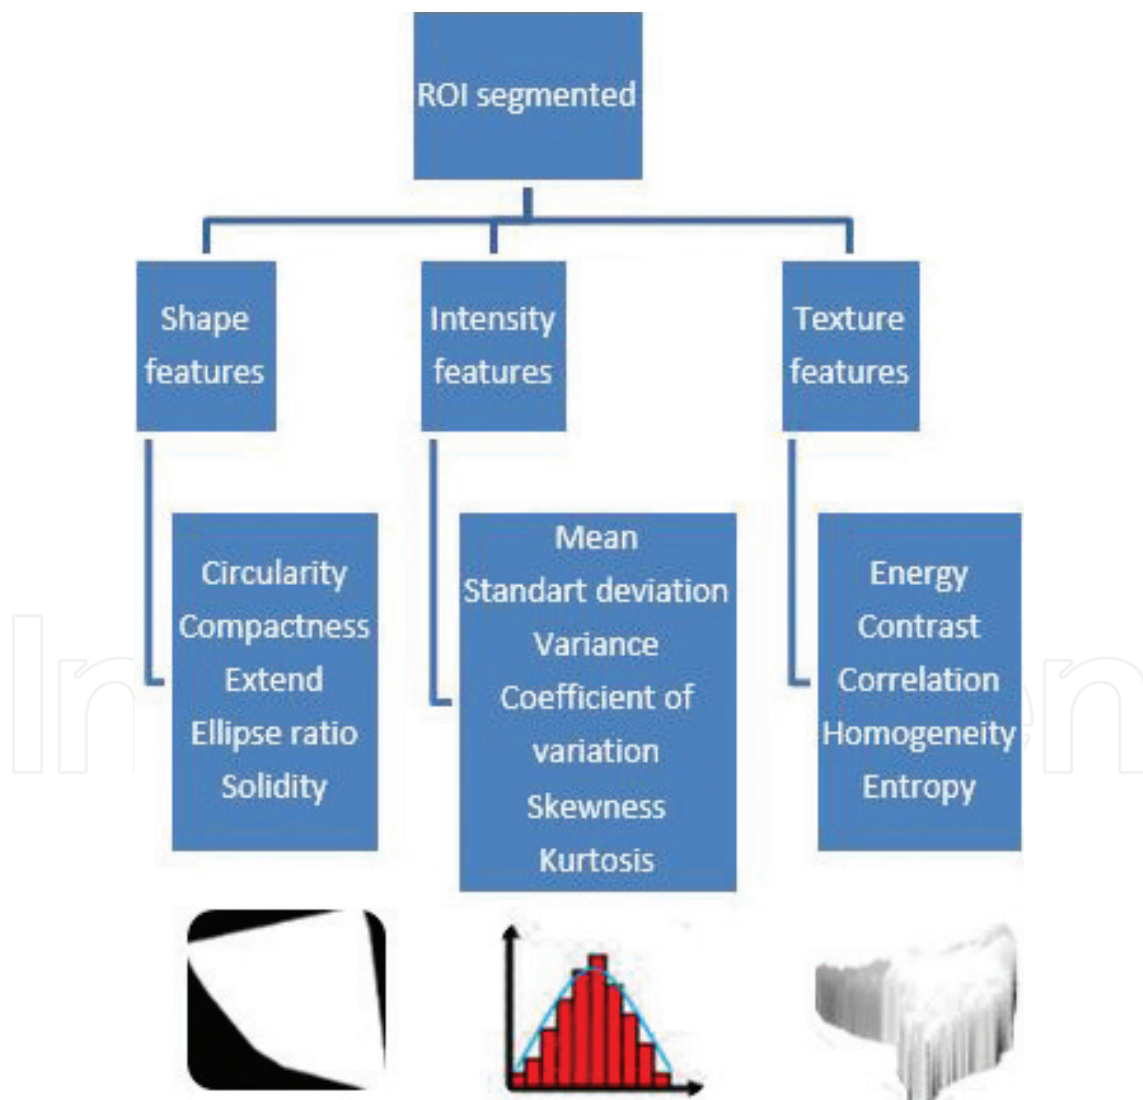 ROI segmented
Shape
features
Intensity
features
Texture
features
Circularity
Compactness
Extend
Ellipse ratio
Solidity
Mean
Standart deviation
Variance
Coefficient of
variation
Skewness
Kurtosis
Energy
Contrast
Correlation
Homogeneity
Entropy